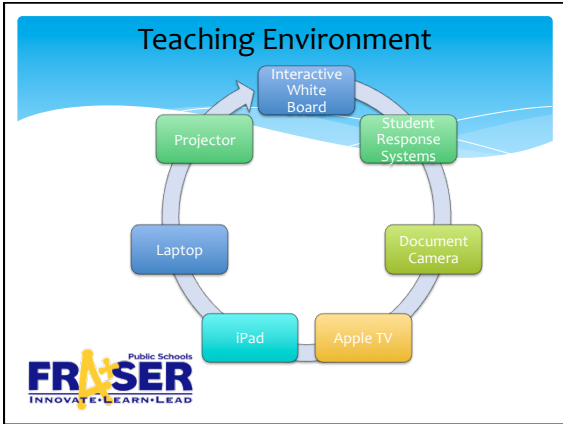 Teaching Environment
Interactive
White
Board
Student
Response
Systems
Document
Camera
Apple TV
iPad
Laptop
Projector
Public Schools
FRASER
INNOVATE•LEARN•LEAD